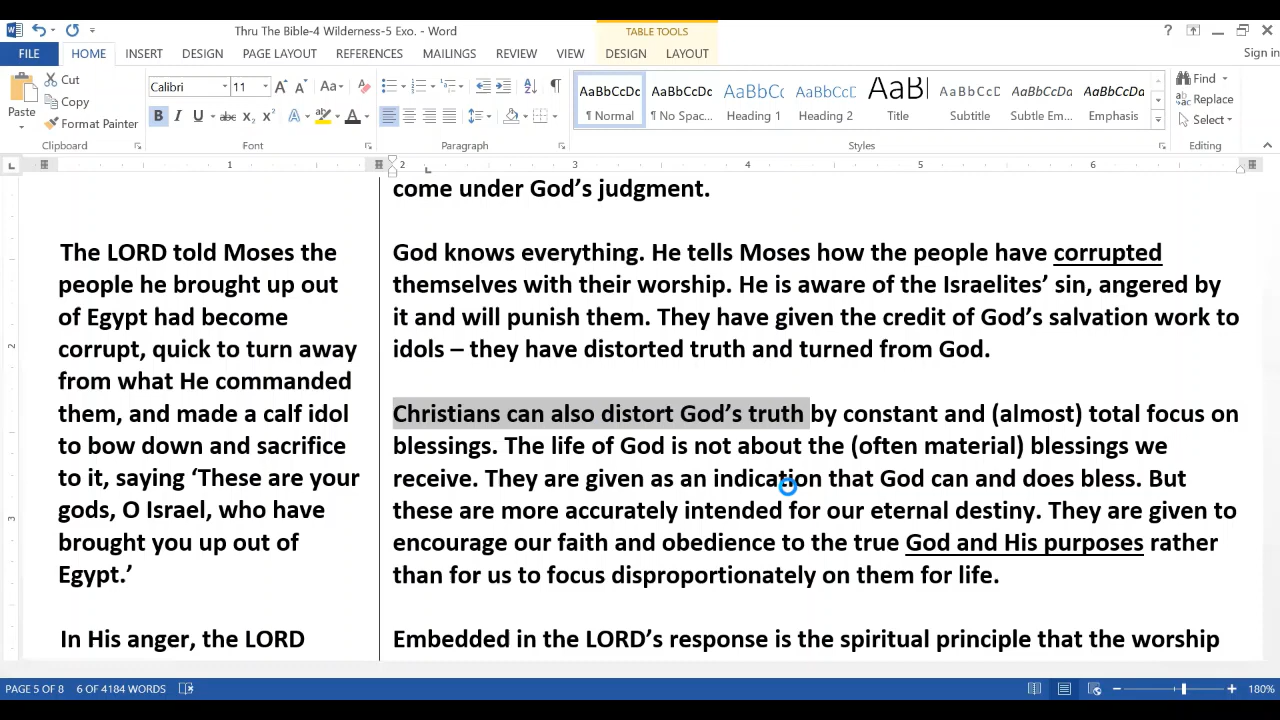 Thru The Bible-4 Wilderness-5 Exo. - Word
TABLE TOOLS
Sign in
FILE HOME INSERT DESIGN PAGE LAYOUT REFERENCES MAILINGS REVIEW VIEW DESIGN LAYOUT
Paste
Cut
Copy
Format Painter
Clipboard
Calibri 11
Font
Paragraph
AaBbCcDc AaBbCcDc AaBbCc AaBbCcD AaBl AaBbCcD AaBbCcDa AaBbCcDa
¶ Normal ¶ No Spac... Heading 1 Heading 2 Title Subtitle Subtle Em... Emphasis
Styles
Find
Replace
Select
Editing
1 2 3 4 5 6
come under God’s judgment.
The LORD told Moses the
people he brought up out
of Egypt had become
corrupt, quick to turn away
from what He commanded
them, and made a calf idol
to bow down and sacrifice
to it, saying ‘These are your
gods, O Israel, who have
brought you up out of
Egypt.’
In His anger, the LORD
God knows everything. He tells Moses how the people have corrupted
themselves with their worship. He is aware of the Israelites’ sin, angered by
it and will punish them. They have given the credit of God’s salvation work to
idols – they have distorted truth and turned from God.
Christians can also distort God’s truth by constant and (almost) total focus on
blessings. The life of God is not about the (often material) blessings we
receive. They are given as an indication that God can and does bless. But
these are more accurately intended for our eternal destiny. They are given to
encourage our faith and obedience to the true God and His purposes rather
than for us to focus disproportionately on them for life.
Embedded in the LORD’s response is the spiritual principle that the worship
PAGE 5 OF 8 6 OF 4184 WORDS 180%